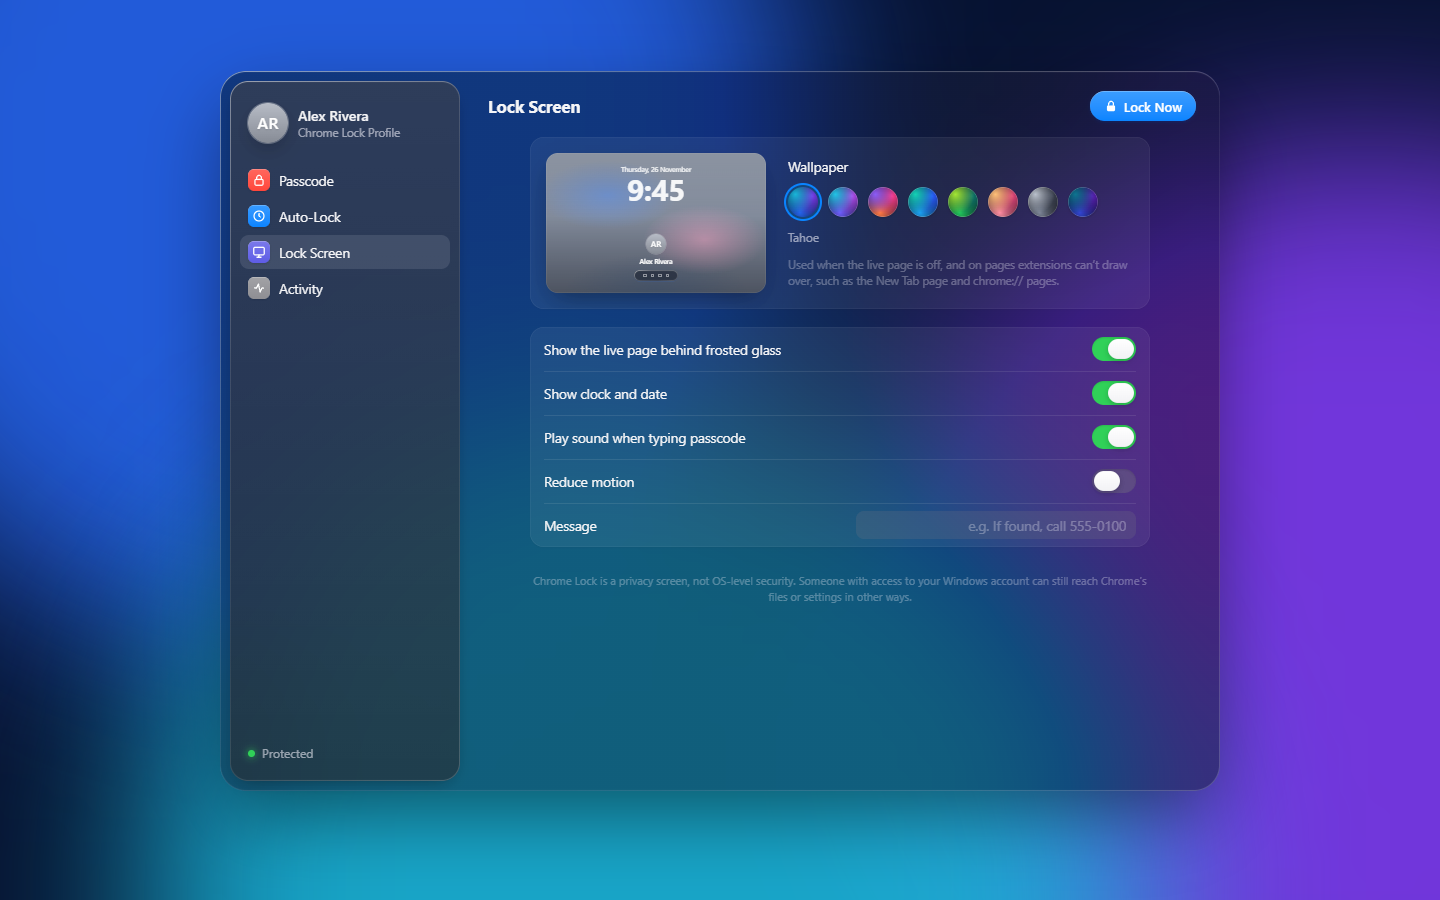 AR
Alex Rivera
Chrome Lock Profile
Passcode
Auto-Lock
Lock Screen
Activity
Protected
Lock Screen
Lock Now
Thursday, 26 November
9:45
AR
Alex Rivera
Wallpaper
Tahoe
Used when the live page is off, and on pages extensions can't draw
over, such as the New Tab page and chrome:// pages.
Show the live page behind frosted glass
Show clock and date
Play sound when typing passcode
Reduce motion
Message
e.g. If found, call 555-0100
Chrome Lock is a privacy screen, not OS-level security. Someone with access to your Windows account can still reach Chrome's
files or settings in other ways.